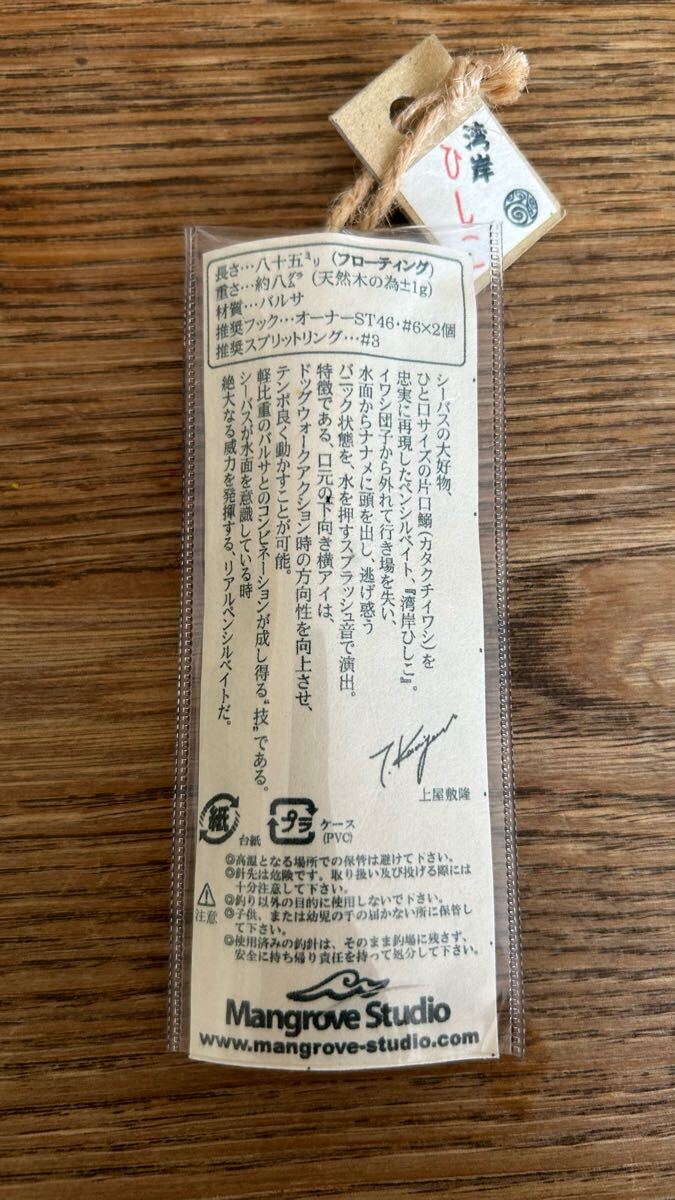 湾岸
ひしこ
長さ…八十五㍉(フローティング)
重さ…約八㌘(天然木の為±1g)
材質…バルサ
推奨フック…オーナーST46・#6×2個
推奨スプリットリング…#3
シーバスの大好物、
ひと口サイズの片口鰯(カタクチイワシ)を
忠実に再現したペンシルベイト、『湾岸ひしこ』。
イワシ団子から外れて行き場を失い、
水面からナナメに頭を出し、逃げ惑う
パニック状態を、水を押すスプラッシュ音で演出。
特徴である、口元の下向き横アイは、
ドッグウォークアクション時の方向性を向上させ、
テンポ良く動かすことが可能。
軽比重のバルサとのコンビネーションが成し得る“技”である。
シーバスが水面を意識している時
絶大なる威力を発揮する、リアルペンシルベイトだ。
上屋敷隆
紙
台紙
プラ
ケース
(PVC)
注意
◎高温となる場所での保管は避けて下さい。
◎針先は危険です。取り扱い及び投げる際には
十分注意して下さい。
◎釣り以外の目的に使用しないで下さい。
◎子供、または幼児の手の届かない所に保管し
て下さい。
◎使用済みの釣針は、そのまま釣場に残さず、
安全に持ち帰り責任を持って処分して下さい。
Mangrove Studio
www.mangrove-studio.com